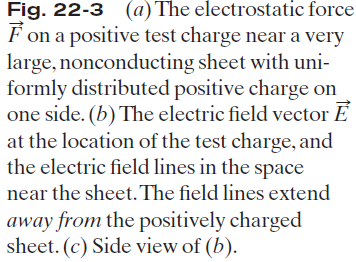 Fig. 22-3 (a) The electrostatic force
F⃗ on a positive test charge near a very
large, nonconducting sheet with uni-
formly distributed positive charge on
one side. (b) The electric field vector E⃗
at the location of the test charge, and
the electric field lines in the space
near the sheet. The field lines extend
away from the positively charged
sheet. (c) Side view of (b).